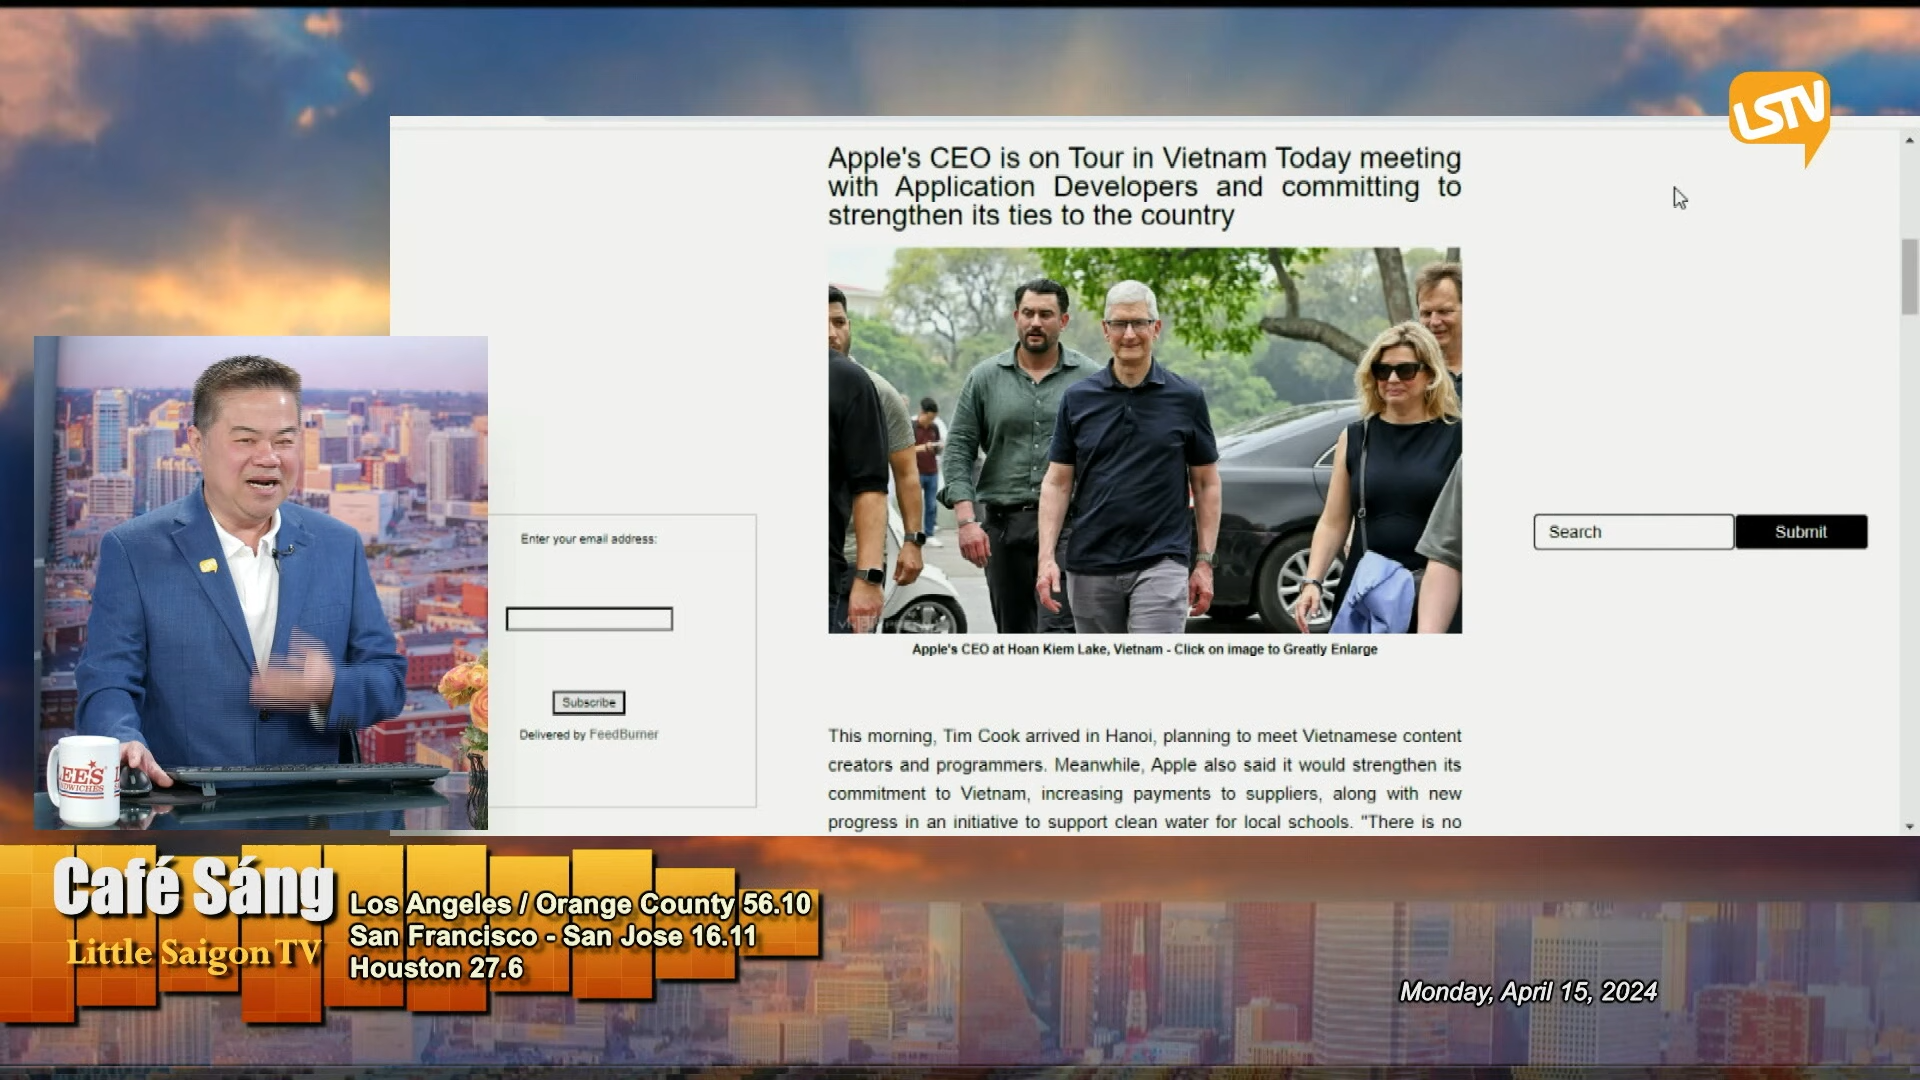 LSTV
Apple's CEO is on Tour in Vietnam Today meeting
with Application Developers and committing to
strengthen its ties to the country
Apple's CEO at Hoan Kiem Lake, Vietnam - Click on image to Greatly Enlarge
Enter your email address:
Subscribe
Delivered by FeedBurner
Search
Submit
This morning, Tim Cook arrived in Hanoi, planning to meet Vietnamese content
creators and programmers. Meanwhile, Apple also said it would strengthen its
commitment to Vietnam, increasing payments to suppliers, along with new
progress in an initiative to support clean water for local schools. "There is no
Café Sáng
Little Saigon TV
Los Angeles / Orange County 56.10
San Francisco - San Jose 16.11
Houston 27.6
Monday, April 15, 2024